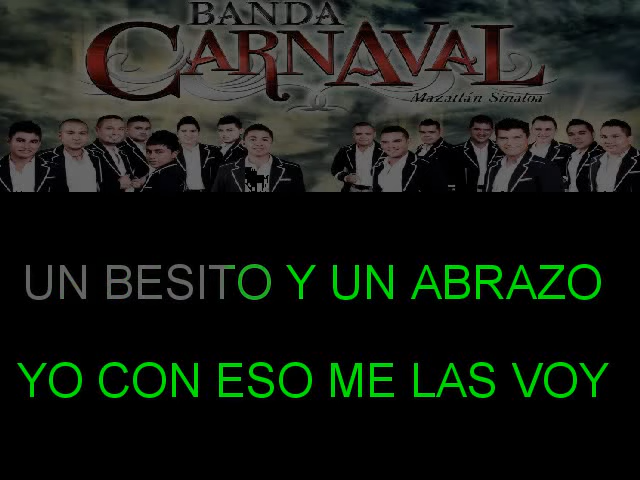 BANDA
CARNAVAL
Mazatlán Sinaloa
UN BESITO Y UN ABRAZO
YO CON ESO ME LAS VOY